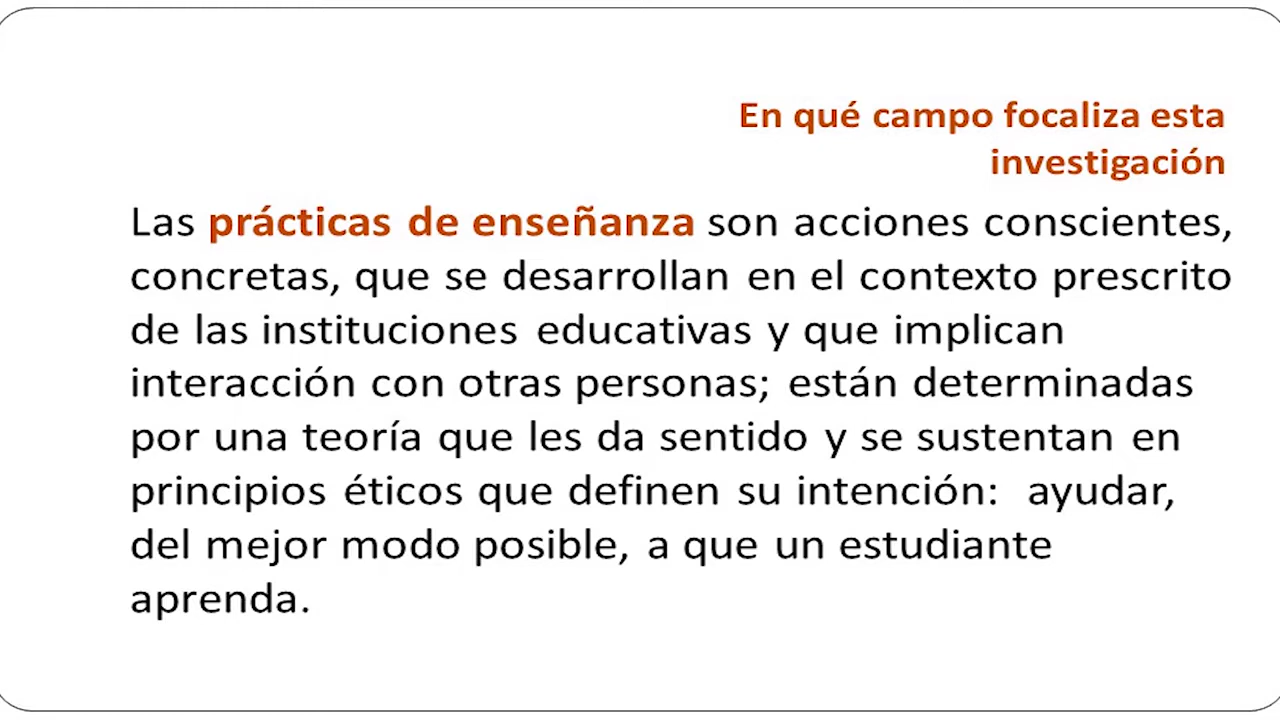 En qué campo focaliza esta
investigación
Las prácticas de enseñanza son acciones conscientes,
concretas, que se desarrollan en el contexto prescrito
de las instituciones educativas y que implican
interacción con otras personas; están determinadas
por una teoría que les da sentido y se sustentan en
principios éticos que definen su intención: ayudar,
del mejor modo posible, a que un estudiante
aprenda.